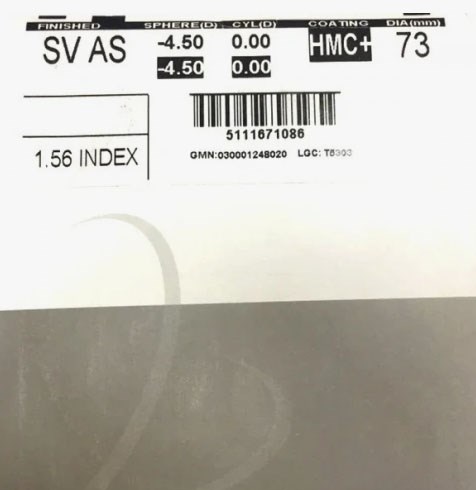 FINISHED SPHERE(D) CYL(D) COATING DIA(mm)
SV AS -4.50 0.00 HMC+ 73
-4.50 0.00
5111671086
1.56 INDEX
GMN:030001248020 LGC: